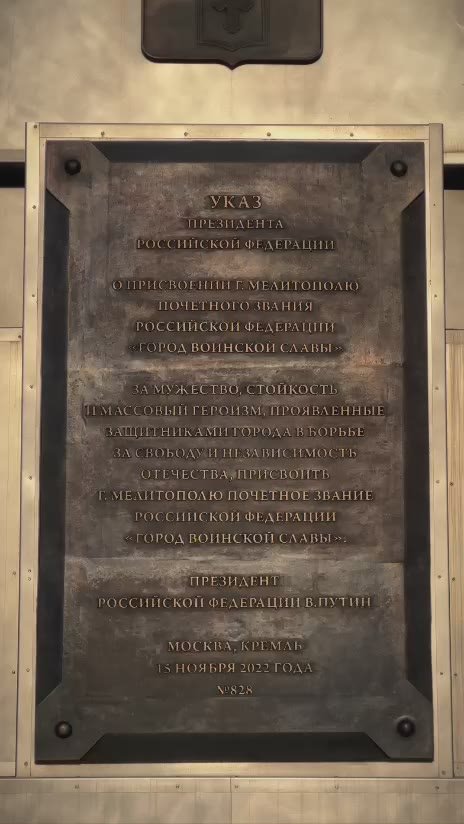 УКАЗ
ПРЕЗИДЕНТА
РОССИЙСКОЙ ФЕДЕРАЦИИ
О ПРИСВОЕНИИ Г. МЕЛИТОПОЛЮ
ПОЧЕТНОГО ЗВАНИЯ
РОССИЙСКОЙ ФЕДЕРАЦИИ
«ГОРОД ВОИНСКОЙ СЛАВЫ»
ЗА МУЖЕСТВО, СТОЙКОСТЬ
И МАССОВЫЙ ГЕРОИЗМ, ПРОЯВЛЕННЫЕ
ЗАЩИТНИКАМИ ГОРОДА В БОРЬБЕ
ЗА СВОБОДУ И НЕЗАВИСИМОСТЬ
ОТЕЧЕСТВА, ПРИСВОИТЬ
Г. МЕЛИТОПОЛЮ ПОЧЕТНОЕ ЗВАНИЕ
РОССИЙСКОЙ ФЕДЕРАЦИИ
«ГОРОД ВОИНСКОЙ СЛАВЫ».
ПРЕЗИДЕНТ
РОССИЙСКОЙ ФЕДЕРАЦИИ В.ПУТИН
МОСКВА, КРЕМЛЬ
15 НОЯБРЯ 2022 ГОДА
№828